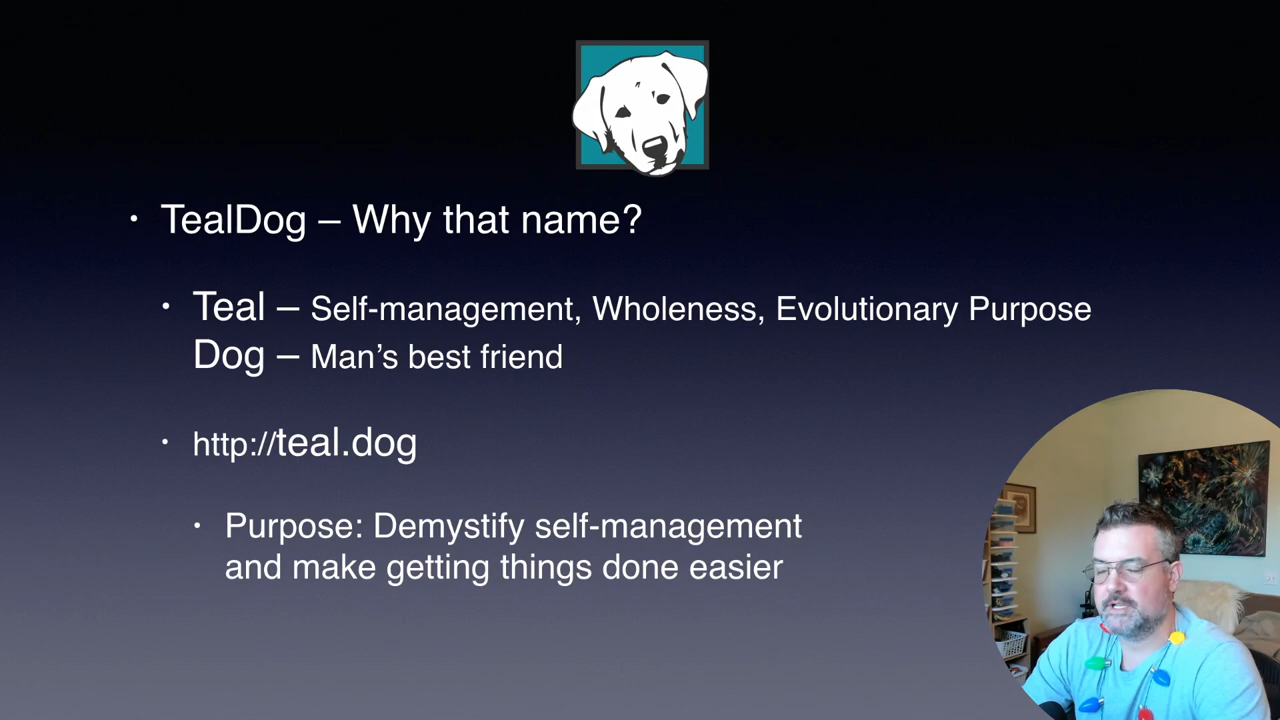 TealDog – Why that name?
Teal – Self-management, Wholeness, Evolutionary Purpose
Dog – Man’s best friend
http://teal.dog
Purpose: Demystify self-management
and make getting things done easier